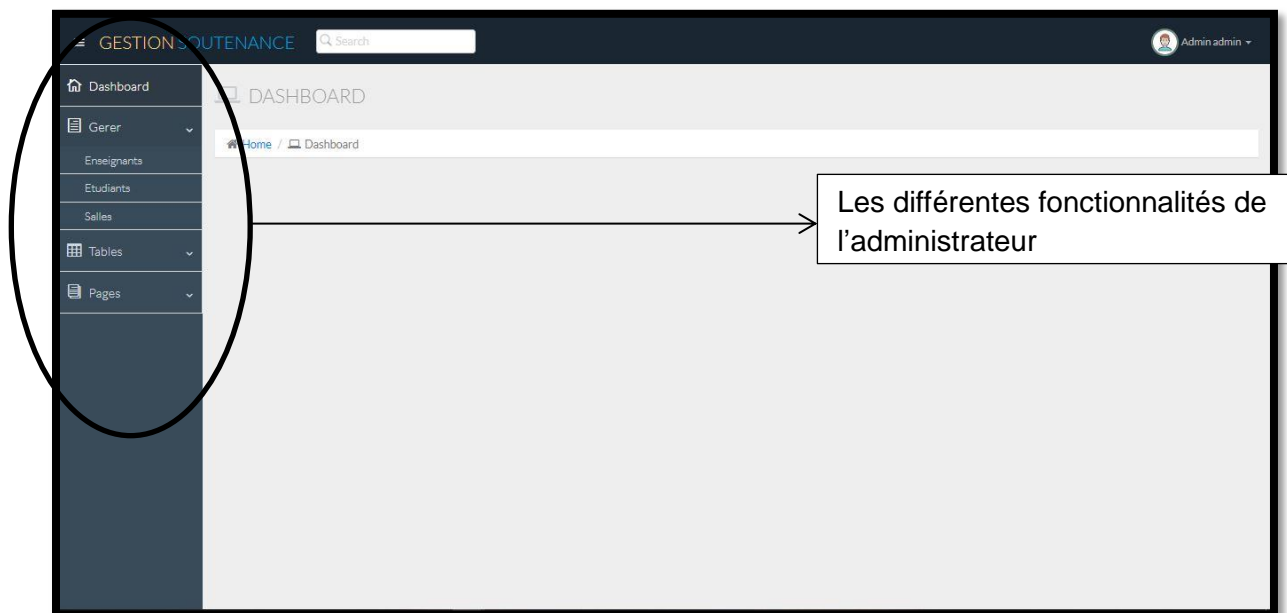 GESTION SOUTENANCE
Search
Admin admin
Dashboard
DASHBOARD
Gerer
Home / Dashboard
Enseignants
Etudiants
Salles
Les différentes fonctionnalités de
l’administrateur
Tables
Pages